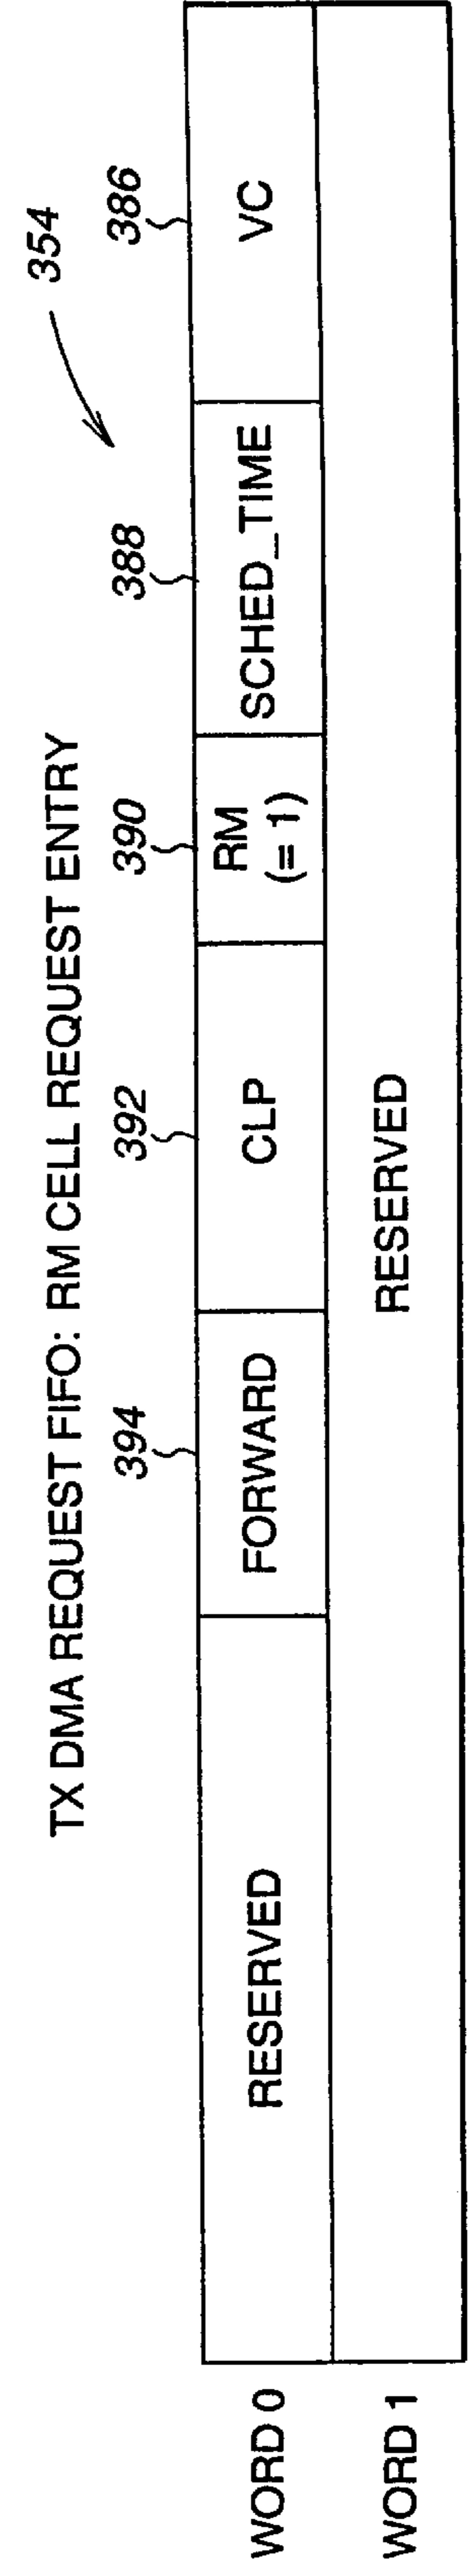 354
TX DMA REQUEST FIFO: RM CELL REQUEST ENTRY
394 392 390 388 386
WORD 0 RESERVED FORWARD CLP RM (= 1) SCHED_TIME VC
WORD 1 RESERVED